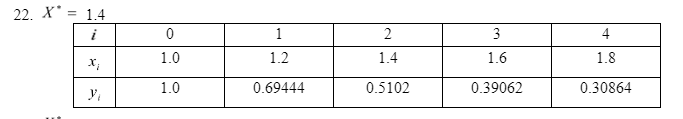 22. X* = 1.4
i 0 1 2 3 4
xᵢ 1.0 1.2 1.4 1.6 1.8
yᵢ 1.0 0.69444 0.5102 0.39062 0.30864